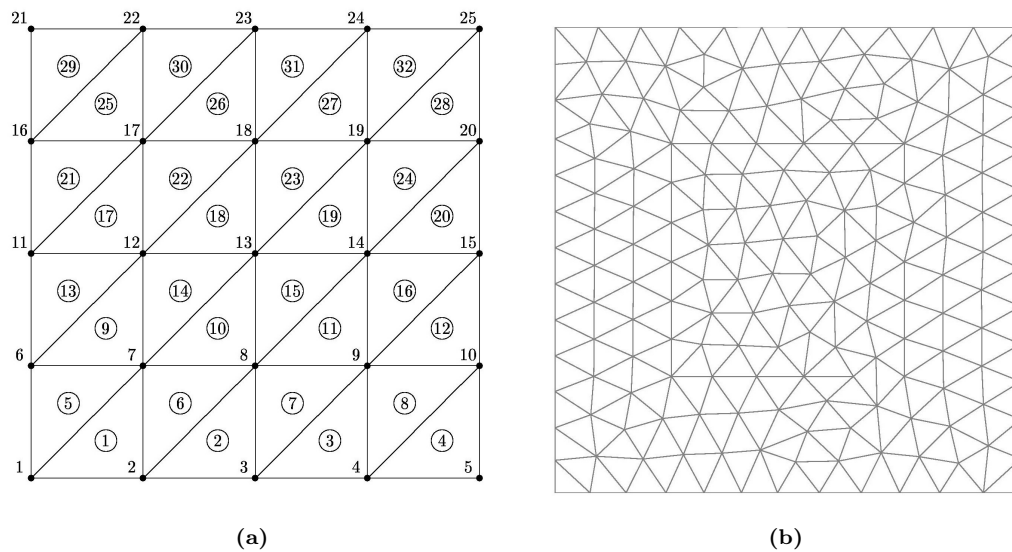 21 22 23 24 25
㉙ ㉚ ㉛ ㉜
㉕ ㉖ ㉗ ㉘
16 17 18 19 20
㉑ ㉒ ㉓ ㉔
⑰ ⑱ ⑲ ⑳
11 12 13 14 15
⑬ ⑭ ⑮ ⑯
⑨ ⑩ ⑪ ⑫
6 7 8 9 10
⑤ ⑥ ⑦ ⑧
① ② ③ ④
1 2 3 4 5
(a) (b)